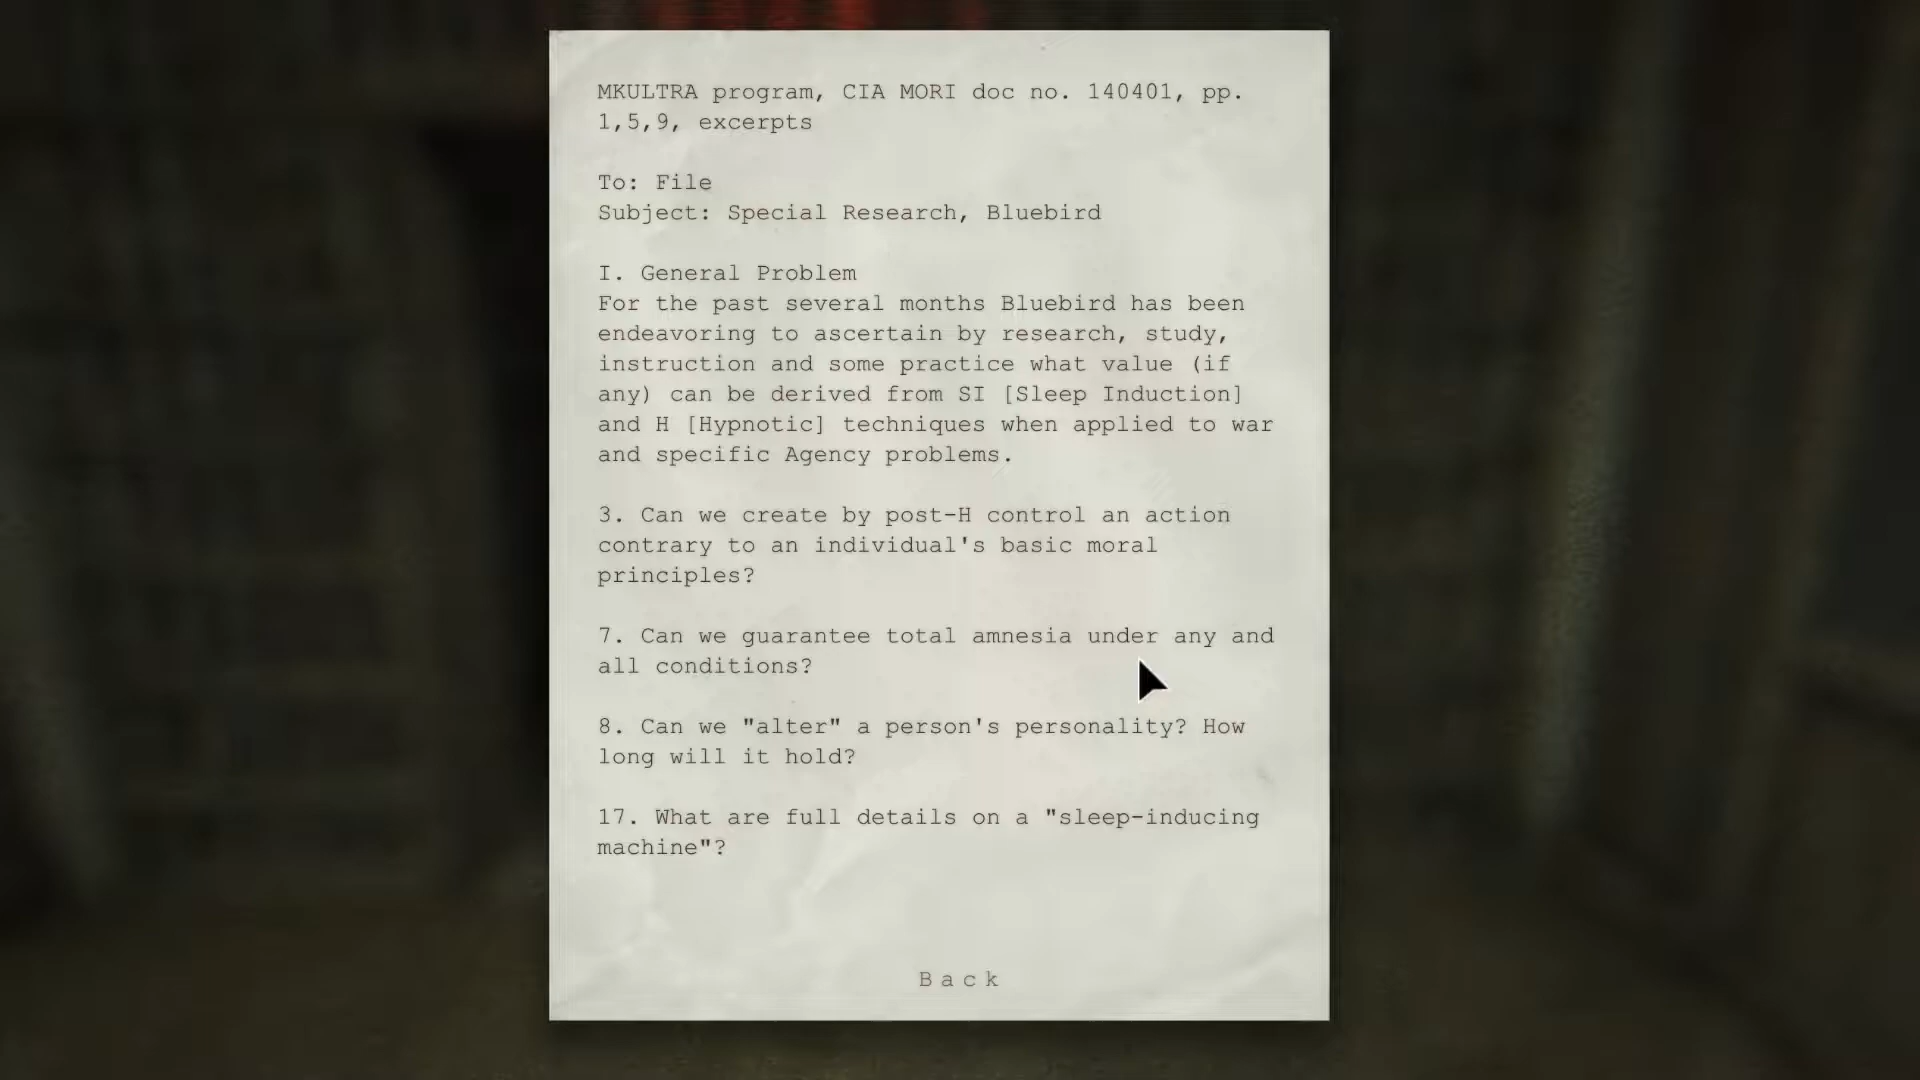 MKULTRA program, CIA MORI doc no. 140401, pp.
1,5,9, excerpts
To: File
Subject: Special Research, Bluebird
I. General Problem
For the past several months Bluebird has been
endeavoring to ascertain by research, study,
instruction and some practice what value (if
any) can be derived from SI [Sleep Induction]
and H [Hypnotic] techniques when applied to war
and specific Agency problems.
3. Can we create by post-H control an action
contrary to an individual's basic moral
principles?
7. Can we guarantee total amnesia under any and
all conditions?
8. Can we "alter" a person's personality? How
long will it hold?
17. What are full details on a "sleep-inducing
machine"?
Back